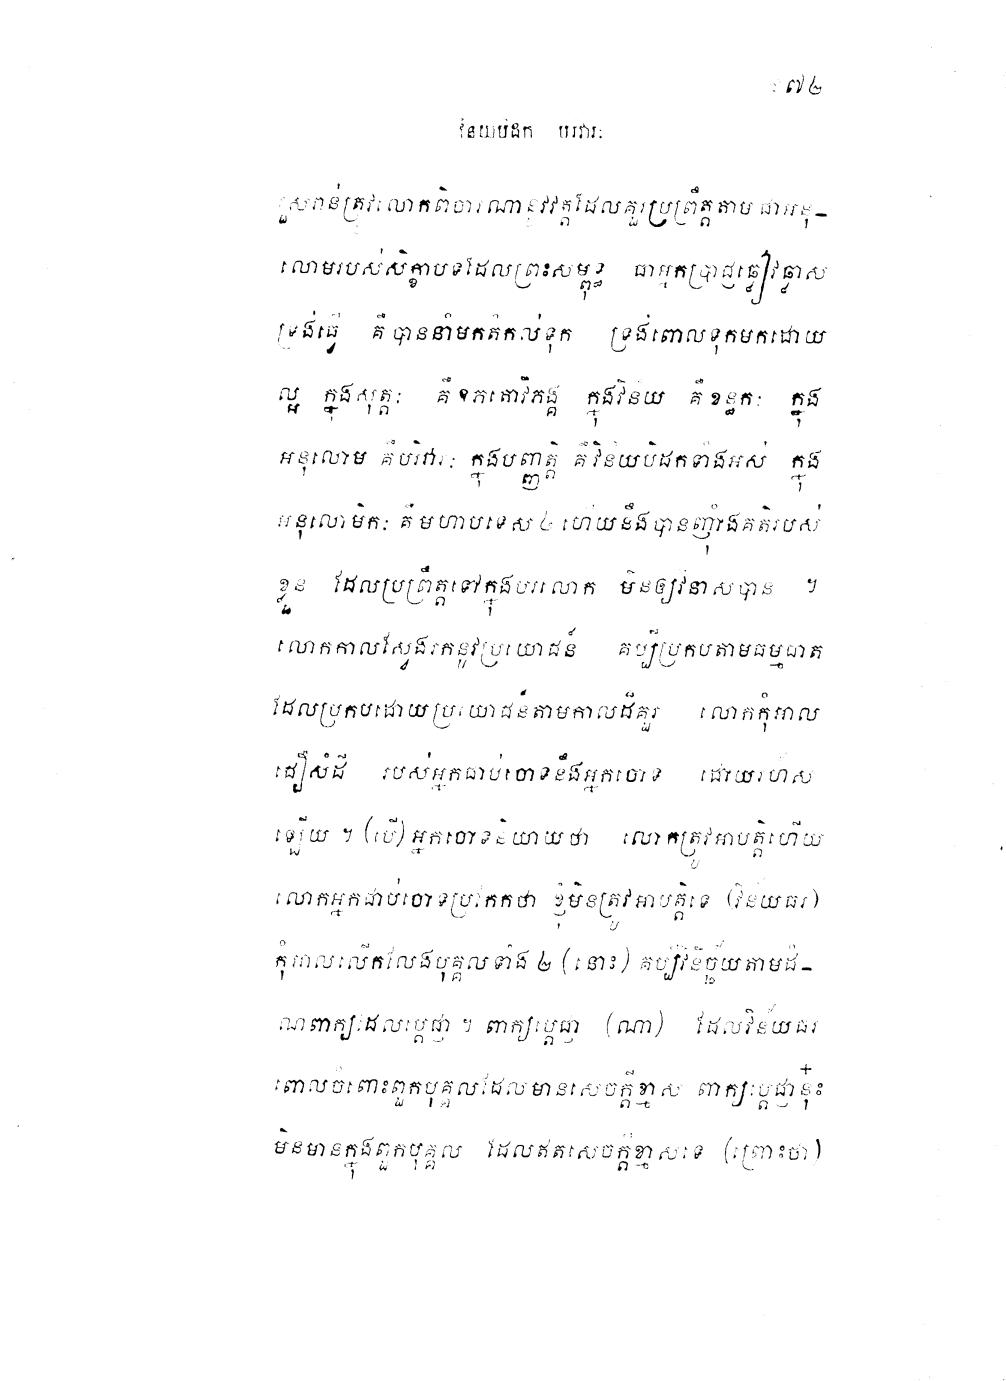 ៧៤
វិនយបិដក បរិវារៈ
រួសរាន់ត្រូវលោកពិចារណានូវវត្តដែលគួរប្រព្រឹត្តតាម ជាអនុ-
លោមរបស់សិក្ខាបទដែលព្រះសម្ពុទ្ធ ជាអ្នកប្រាជ្ញឆ្វៀវឆ្លាស
ទ្រង់ធ្វើ គឺបាននាំមកតំកល់ទុក ទ្រង់ពោលទុកមកដោយ
ល្អ ក្នុងសុត្តៈ គឺឧភតោវិភង្គ ក្នុងវិន័យ គឺខន្ធកៈ ក្នុង
អនុលោម គឺបរិវារៈ ក្នុងបញ្ញត្តិ គឺវិន័យបិដកទាំងអស់ ក្នុង
អនុលោមិកៈ គឺមហាបទេស ៤ ហើយនឹងបានញ៉ាំងគតិរបស់
ខ្លួន ដែលប្រព្រឹត្តទៅក្នុងបរលោក មិនឲ្យវិនាសបាន ។
លោកកាលស្វែងរកនូវប្រយោជន៍ គប្បីប្រកបតាមធម្មជាត
ដែលប្រកបដោយប្រយោជន៍តាមកាលដ៏គួរ លោកកុំអាល
ជឿសំដី របស់អ្នកជាប់ចោទនឹងអ្នកចោទ ដោយរហ័ស
ឡើយ ។ (បើ) អ្នកចោទនិយាយថា លោកត្រូវអាបត្តិហើយ
លោកអ្នកជាប់ចោទប្រកែកថា ខ្ញុំមិនត្រូវអាបត្តិទេ (វិន័យធរ)
កុំអាលលើកលែងបុគ្គលទាំង ២ (នោះ) គប្បីវិនិច្ឆ័យតាមដំ-
ណពាក្យដែលប្តេជ្ញា ។ ពាក្យប្តេជ្ញា (ណា) ដែលវិន័យធរ
ពោលចំពោះពួកបុគ្គលដែលមានសេចក្តីខ្មាស ពាក្យប្តេជ្ញានុ៎ះ
មិនមានក្នុងពួកបុគ្គល ដែលឥតសេចក្តីខ្មាសទេ (ព្រោះថា)